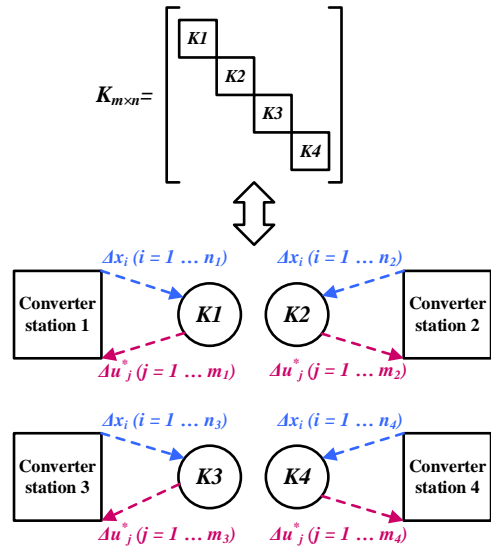 K1
K2
K3
K4
K_{m×n}=
Δx_i (i = 1 ... n_1)
Δx_i (i = 1 ... n_2)
Converter
station 1
K1
K2
Converter
station 2
Δu^*_j (j = 1 ... m_1)
Δu^*_j (j = 1 ... m_2)
Δx_i (i = 1 ... n_3)
Δx_i (i = 1 ... n_4)
Converter
station 3
K3
K4
Converter
station 4
Δu^*_j (j = 1 ... m_3)
Δu^*_j (j = 1 ... m_4)